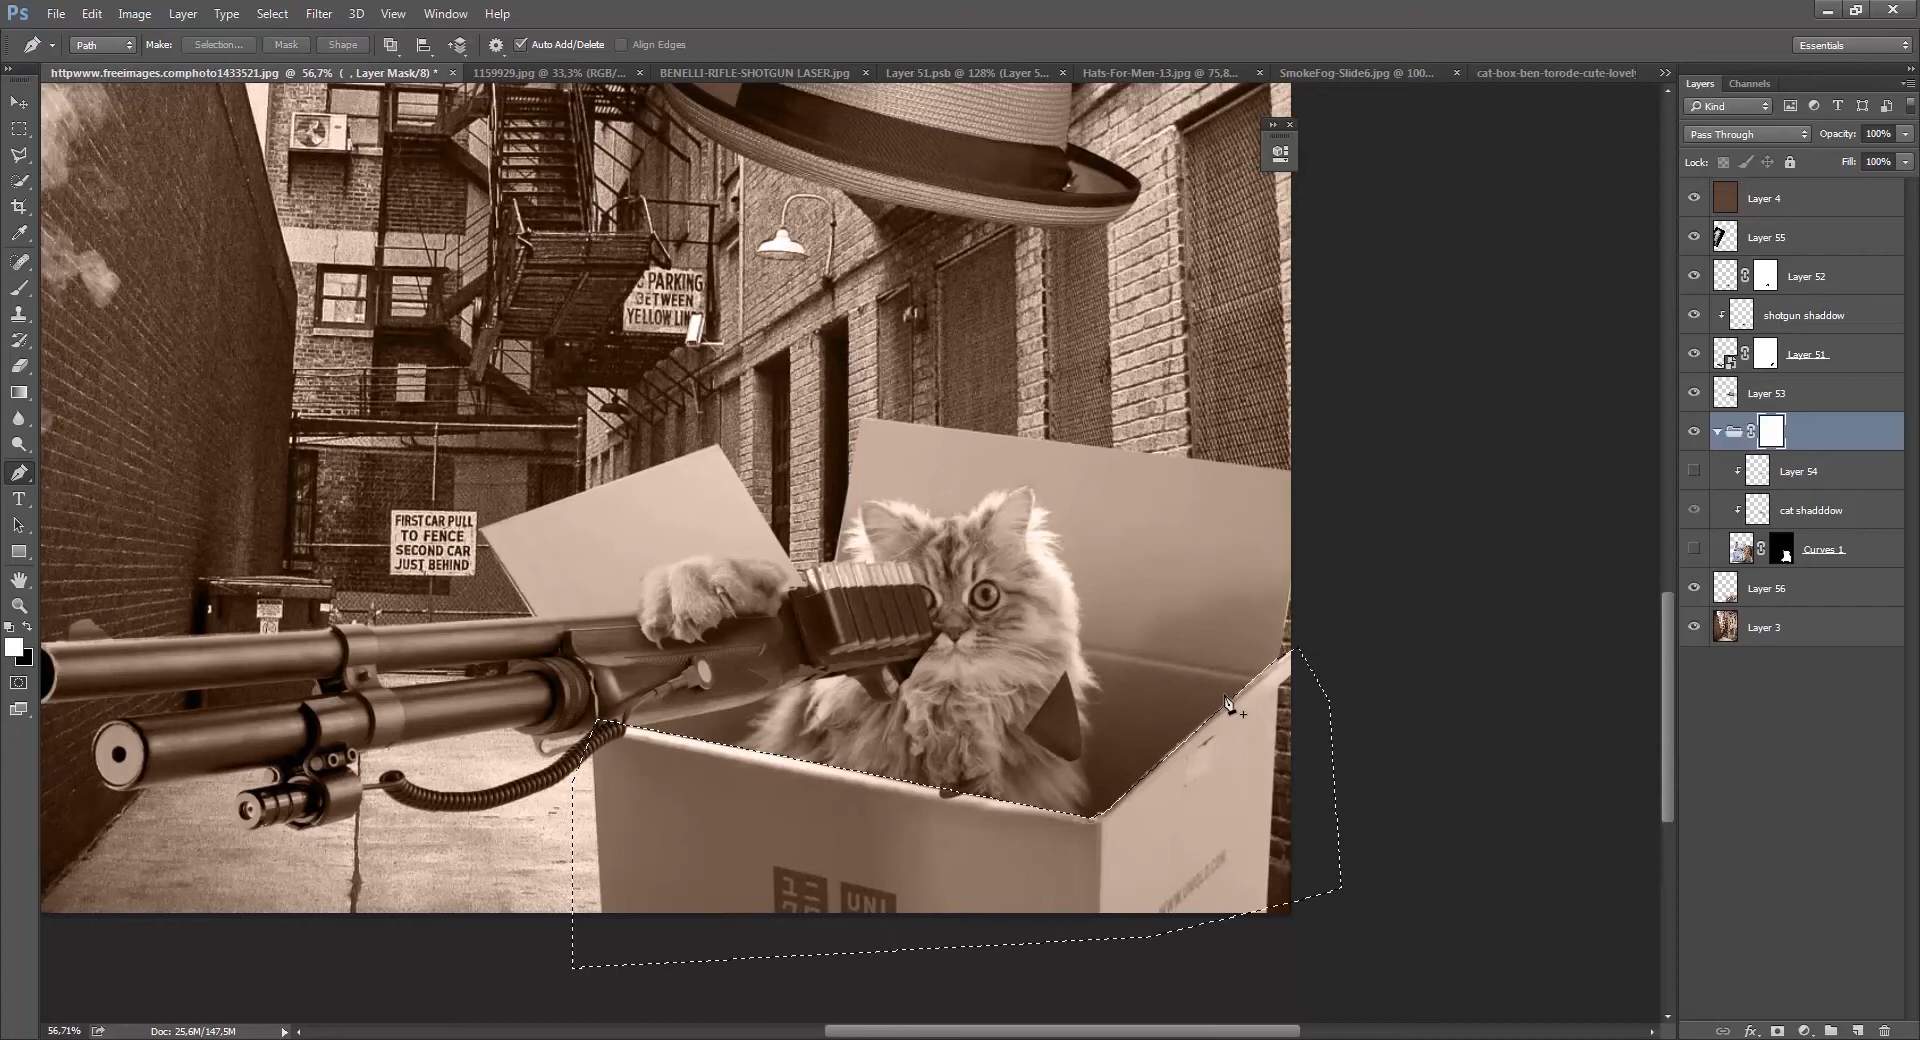 Ps File Edit Image Layer Type Select Filter 3D View Window Help
Path Make: Selection... Mask Shape Auto Add/Delete Align Edges Essentials
httpwww.freeimages.comphoto1433521.jpg @ 56,7% ( , Layer Mask/8) * 1159929.jpg @ 33,3% (RGB/... BENELLI-RIFLE-SHOTGUN LASER.jpg Layer 51.psb @ 128% (Layer 5... Hats-For-Men-13.jpg @ 75,8... SmokeFog-Slide6.jpg @ 100... cat-box-ben-torode-cute-lovely
Layers Channels
Kind
Pass Through Opacity: 100%
Lock: Fill: 100%
Layer 4
Layer 55
Layer 52
shotgun shaddow
Layer 51
Layer 53
Layer 54
cat shadddow
Curves 1
Layer 56
Layer 3
PARKING
BETWEEN
YELLOW LIN
FIRST CAR PULL
TO FENCE
SECOND CAR
JUST BEHIND
UNI
WWW.UNIQLO.COM
56,71% Doc: 25,6M/147,5M